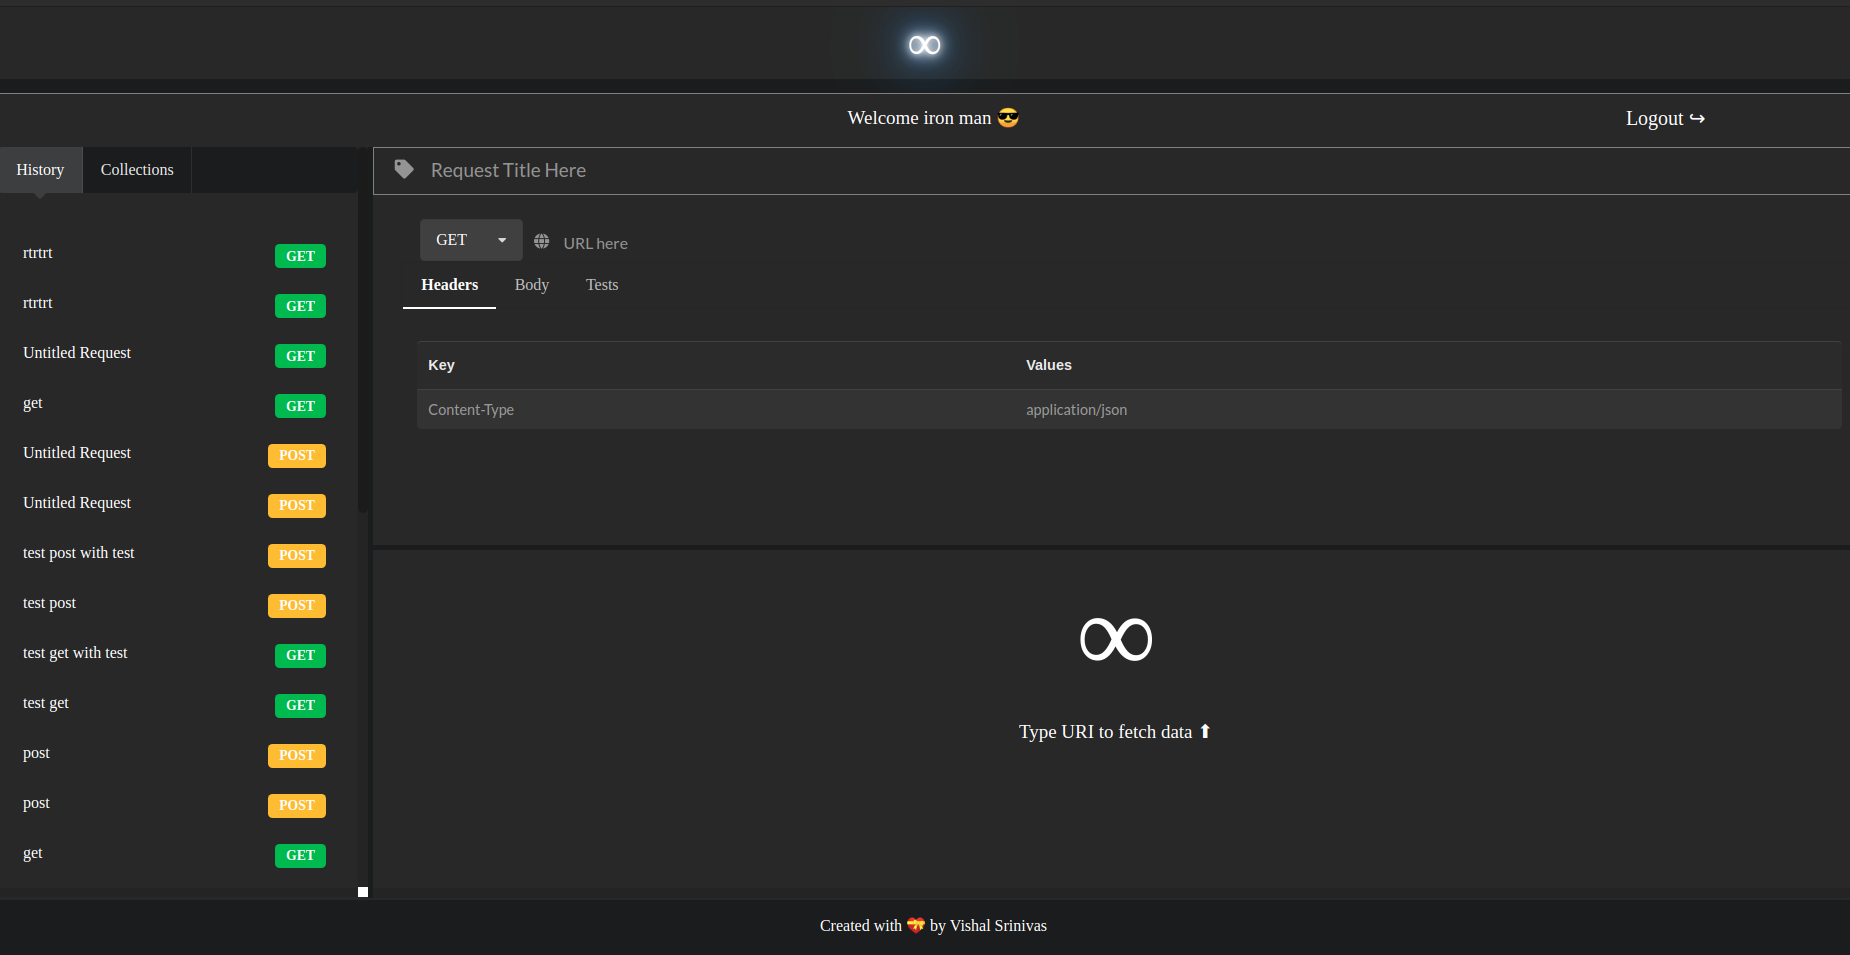 ∞
Welcome iron man 😎
Logout ↪
History
Collections
Request Title Here
rtrtrt GET
rtrtrt GET
Untitled Request GET
get GET
Untitled Request POST
Untitled Request POST
test post with test POST
test post POST
test get with test GET
test get GET
post POST
post POST
get GET
GET
URL here
Headers Body Tests
Key Values
Content-Type application/json
∞
Type URI to fetch data ⬆
Created with 💝 by Vishal Srinivas